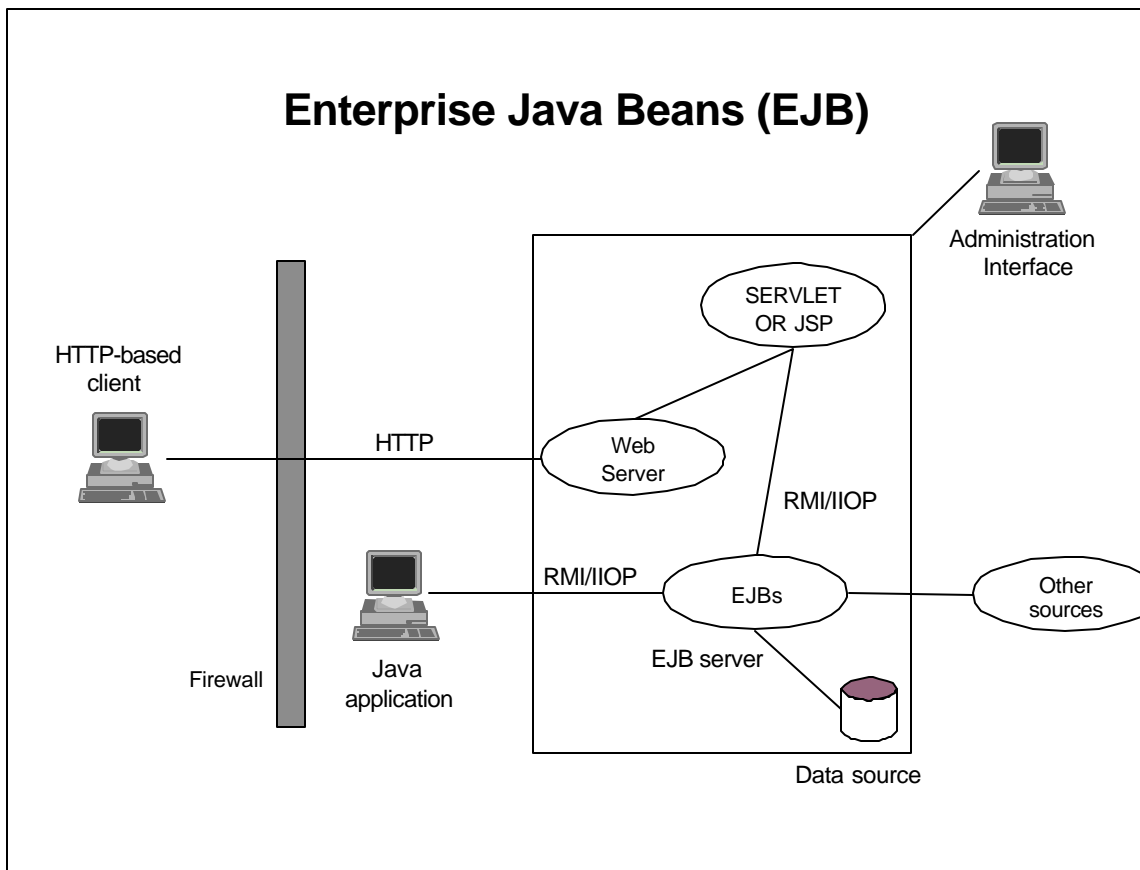 Enterprise Java Beans (EJB)
Administration
Interface
SERVLET
OR JSP
HTTP-based
client
HTTP
Web
Server
RMI/IIOP
RMI/IIOP
EJBs
Other
sources
EJB server
Firewall
Java
application
Data source